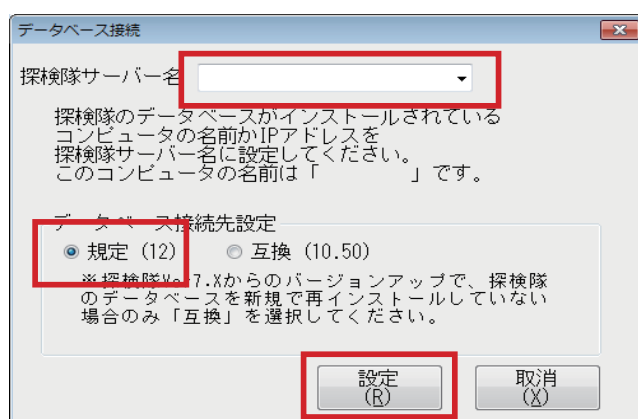 データベース接続
探検隊サーバー名
探検隊のデータベースがインストールされている
コンピュータの名前かIPアドレスを
探検隊サーバー名に設定してください。
このコンピュータの名前は「　　　　」です。
データベース接続先設定
規定 (12)　互換 (10.50)
※探検隊Ver7.Xからのバージョンアップで、探検隊
のデータベースを新規で再インストールしていない
場合のみ「互換」を選択してください。
設定　取消
(R)　(X)